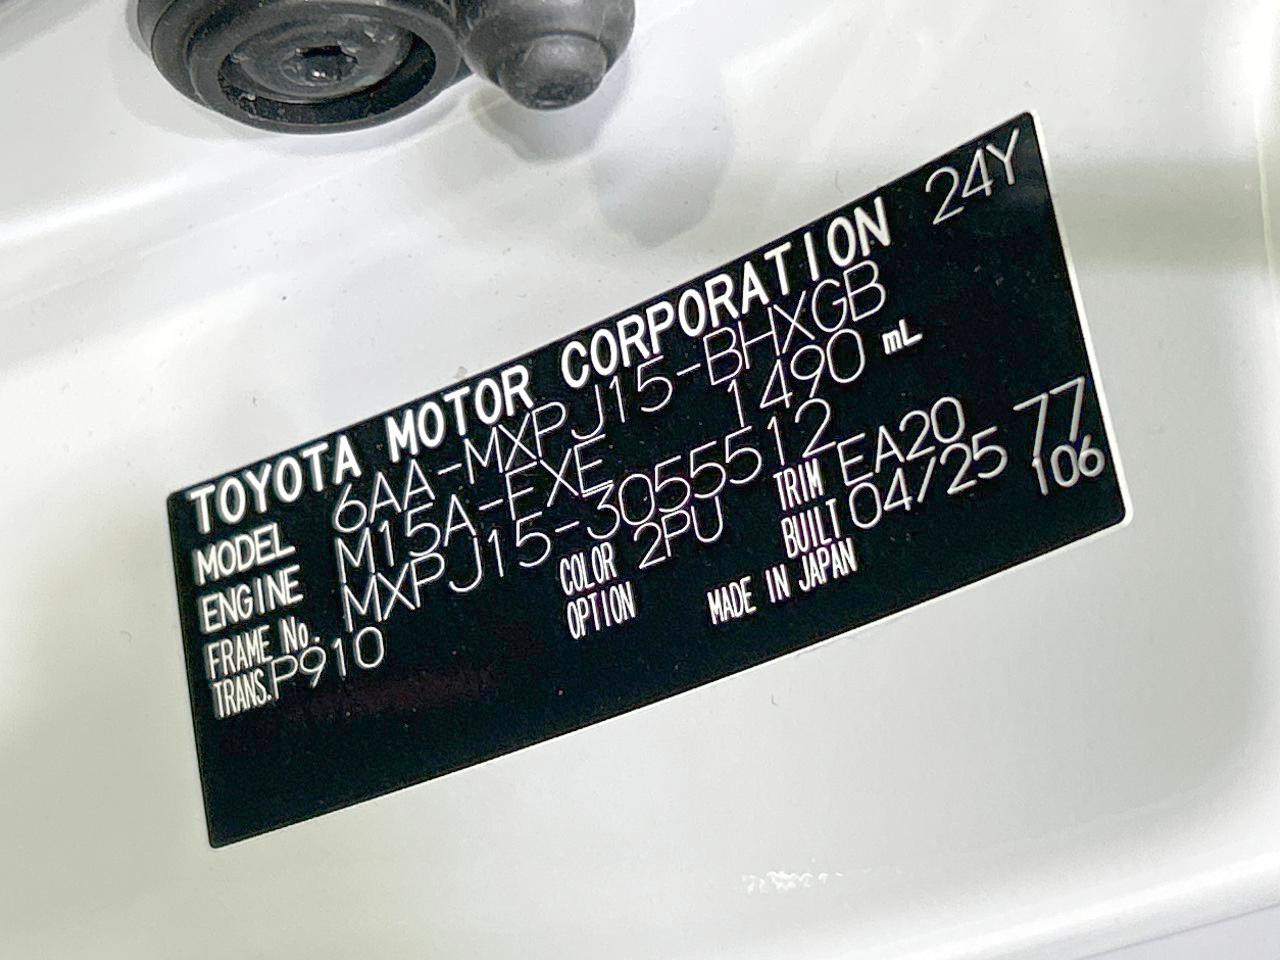 TOYOTA MOTOR CORPORATION 24Y
MODEL 6AA-MXPJ15-BHXGB
ENGINE M15A-FXE 1490 mL
FRAME No. MXPJ15-3055512
TRANS. P910 COLOR 2PU TRIM EA20 77
OPTION BUILT 04/25 106
MADE IN JAPAN